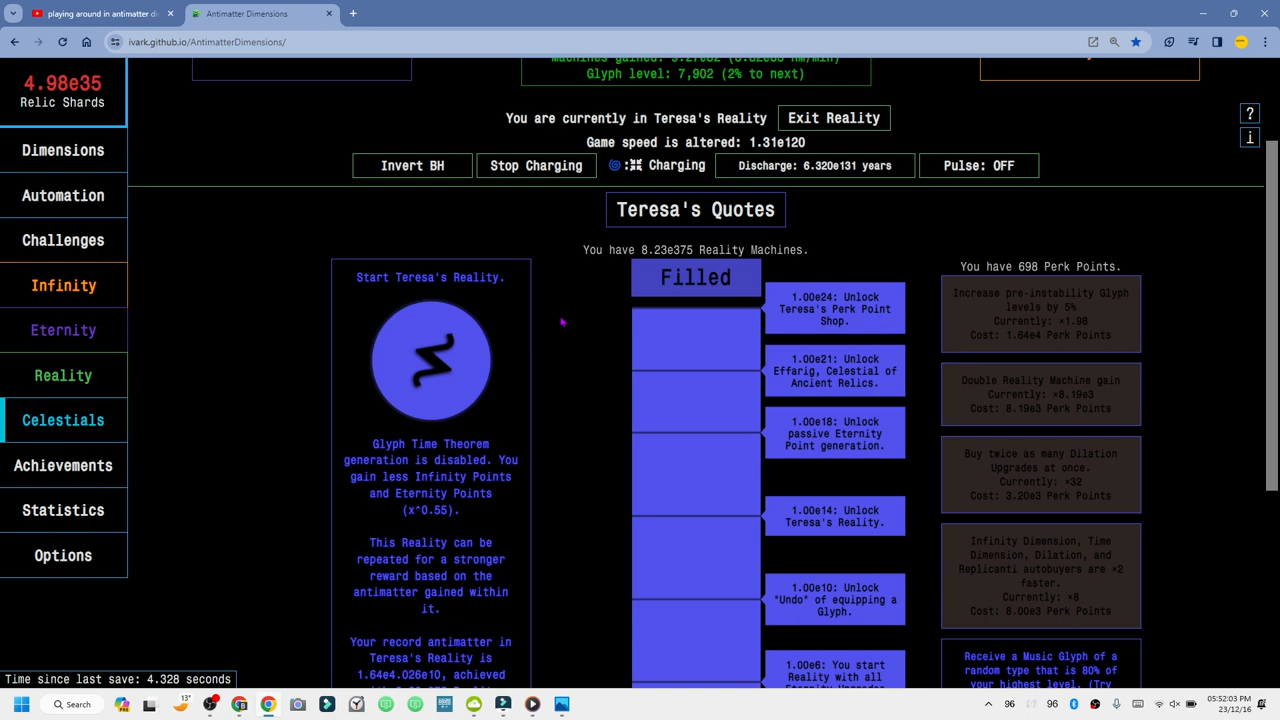 playing around in antimatter di
Antimatter Dimensions
ivark.github.io/AntimatterDimensions/
4.98e35
Relic Shards
Dimensions
Automation
Challenges
Infinity
Eternity
Reality
Celestials
Achievements
Statistics
Options
Glyph level: 7,902 (2% to next)
You are currently in Teresa's Reality
Exit Reality
Game speed is altered: 1.31e120
Invert BH
Stop Charging
Charging
Discharge: 6.320e131 years
Pulse: OFF
?
i
Teresa's Quotes
You have 8.23e375 Reality Machines.
Start Teresa's Reality.
Glyph Time Theorem
generation is disabled. You
gain less Infinity Points
and Eternity Points
(x^0.55).
This Reality can be
repeated for a stronger
reward based on the
antimatter gained within
it.
Your record antimatter in
Teresa's Reality is
1.64e4.026e10, achieved
Filled
1.00e24: Unlock
Teresa's Perk Point
Shop.
1.00e21: Unlock
Effarig, Celestial of
Ancient Relics.
1.00e18: Unlock
passive Eternity
Point generation.
1.00e14: Unlock
Teresa's Reality.
1.00e10: Unlock
"Undo" of equipping a
Glyph.
1.00e6: You start
Reality with all
You have 698 Perk Points.
Increase pre-instability Glyph
levels by 5%
Currently: ×1.98
Cost: 1.64e4 Perk Points
Double Reality Machine gain
Currently: ×8.19e3
Cost: 8.19e3 Perk Points
Buy twice as many Dilation
Upgrades at once.
Currently: ×32
Cost: 3.20e3 Perk Points
Infinity Dimension, Time
Dimension, Dilation, and
Replicanti autobuyers are ×2
faster.
Currently: ×8
Cost: 8.00e3 Perk Points
Receive a Music Glyph of a
random type that is 80% of
your highest level. (Try
Time since last save: 4.328 seconds
Search
13°
96
96
05:52:03 PM
23/12/16